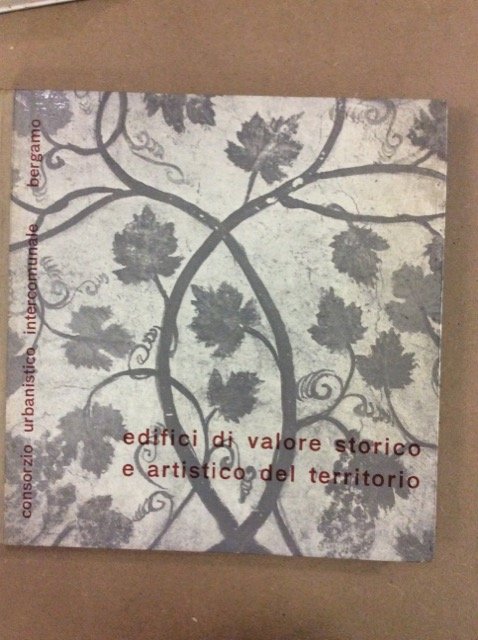 consorzio urbanistico intercomunale bergamo
edifici di valore storico
e artistico del territorio